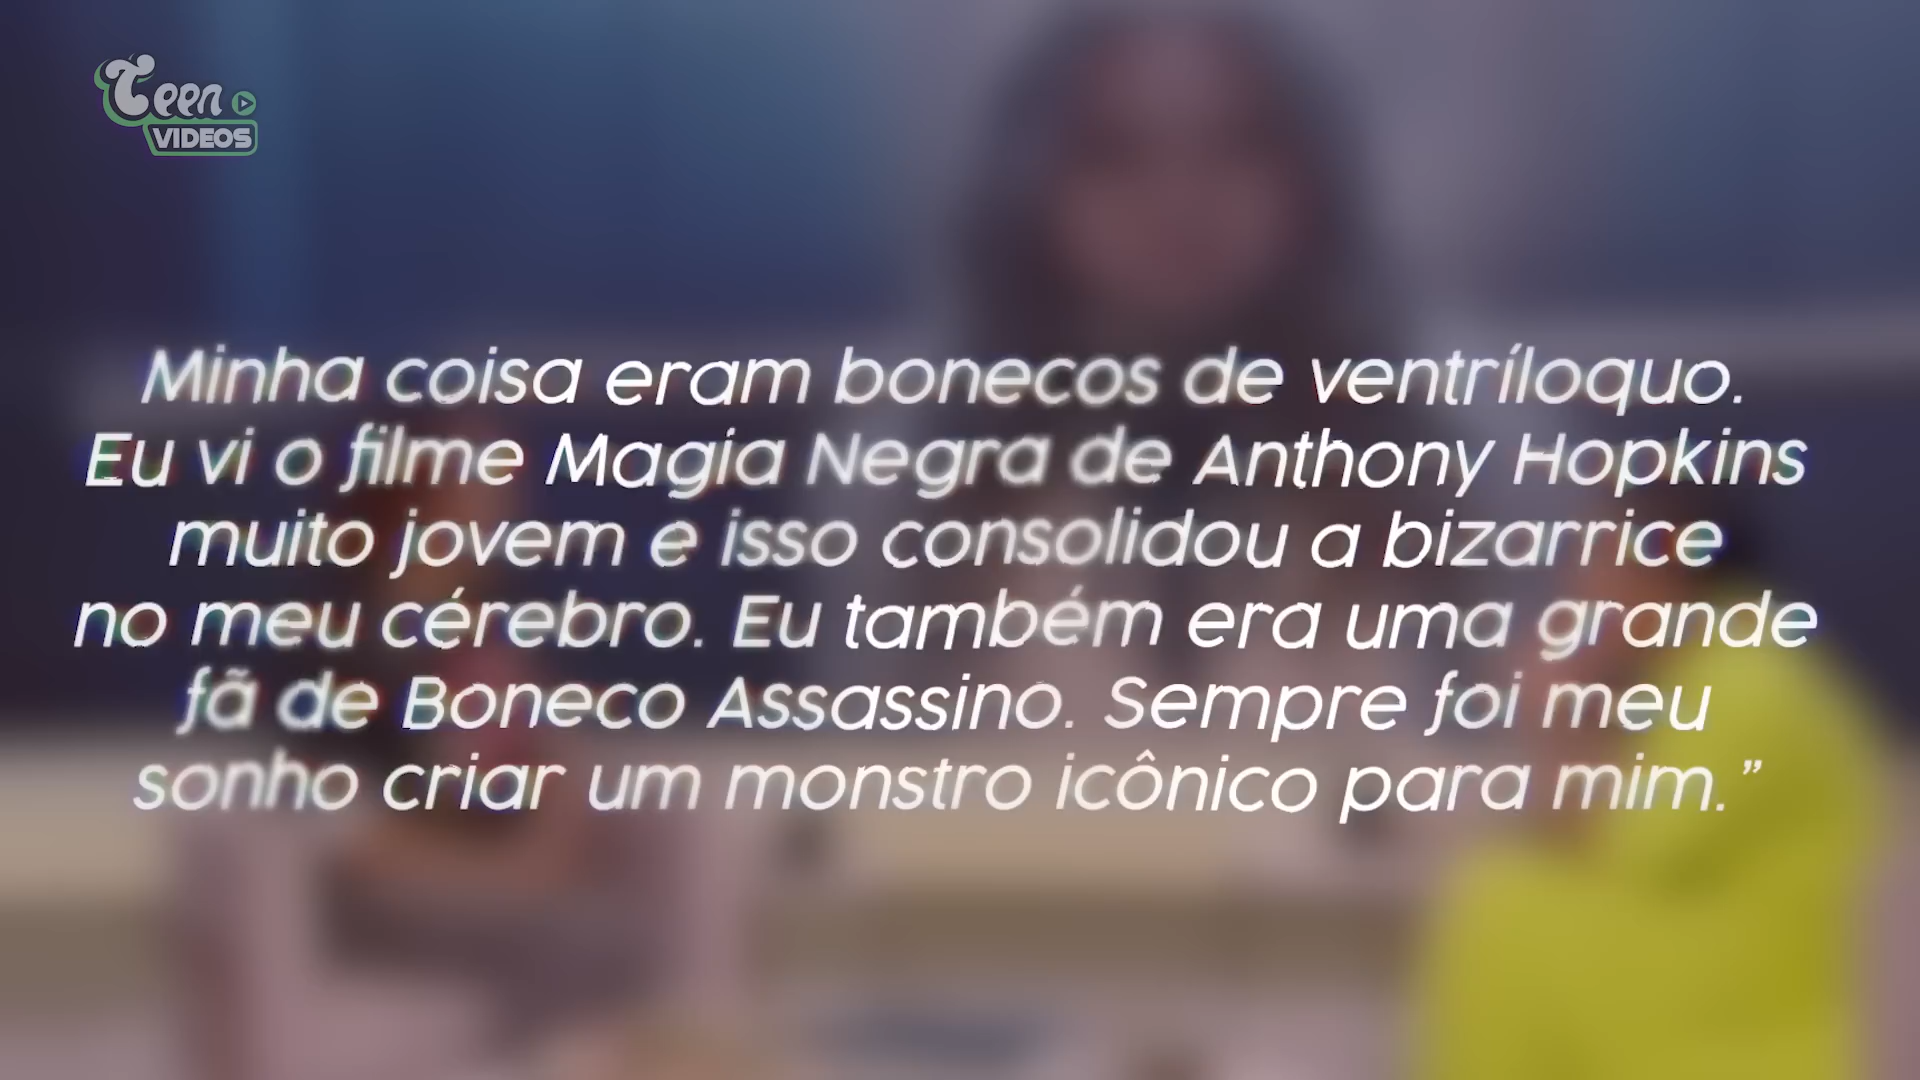 Teen
VIDEOS
Minha coisa eram bonecos de ventríloquo.
Eu vi o filme Magia Negra de Anthony Hopkins
muito jovem e isso consolidou a bizarrice
no meu cérebro. Eu também era uma grande
fã de Boneco Assassino. Sempre foi meu
sonho criar um monstro icônico para mim.”